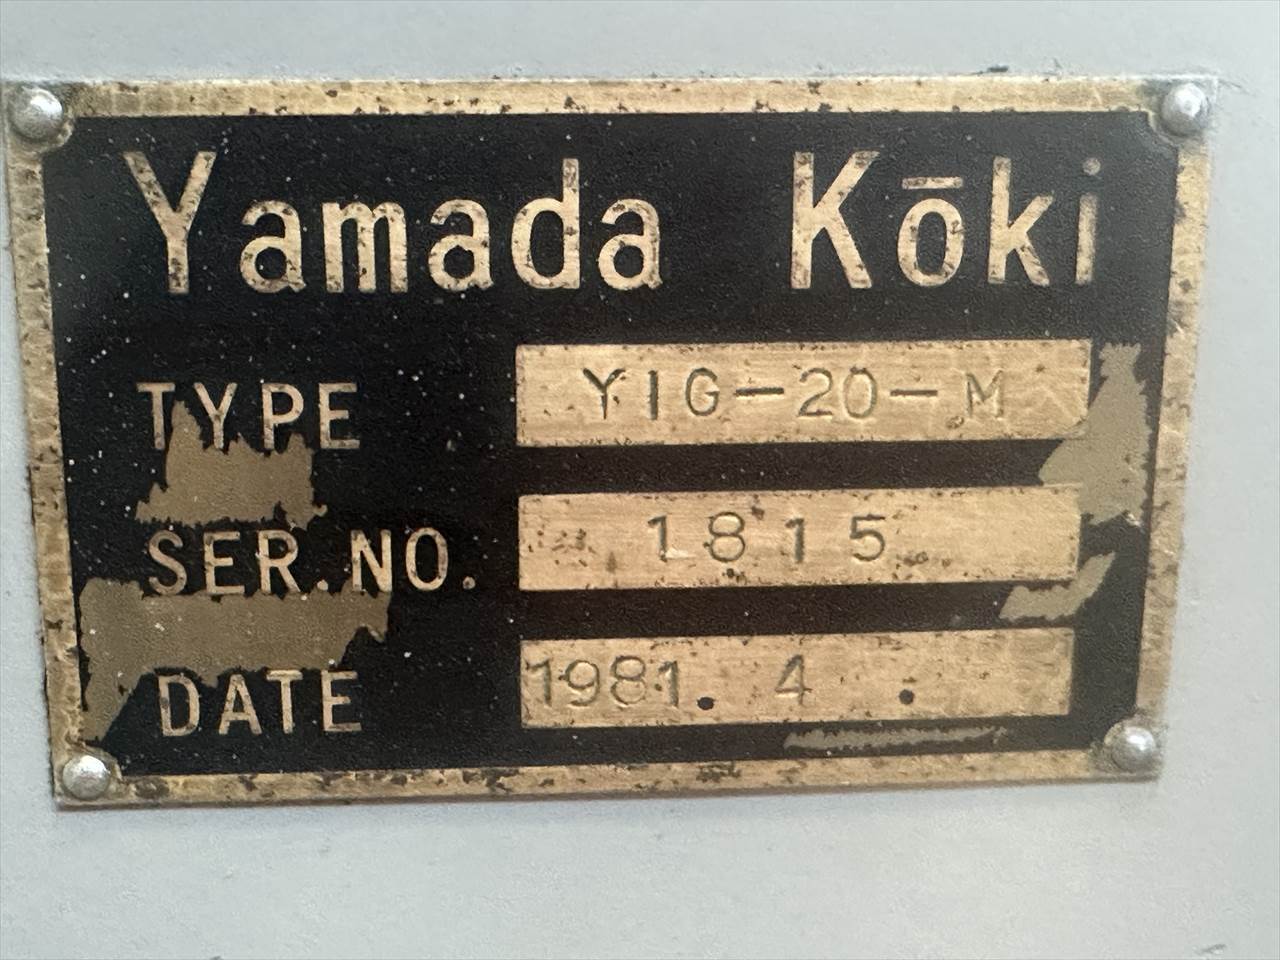 Yamada Kōki
TYPE YIG-20-M
SER.NO. 1815
DATE 1981. 4 .